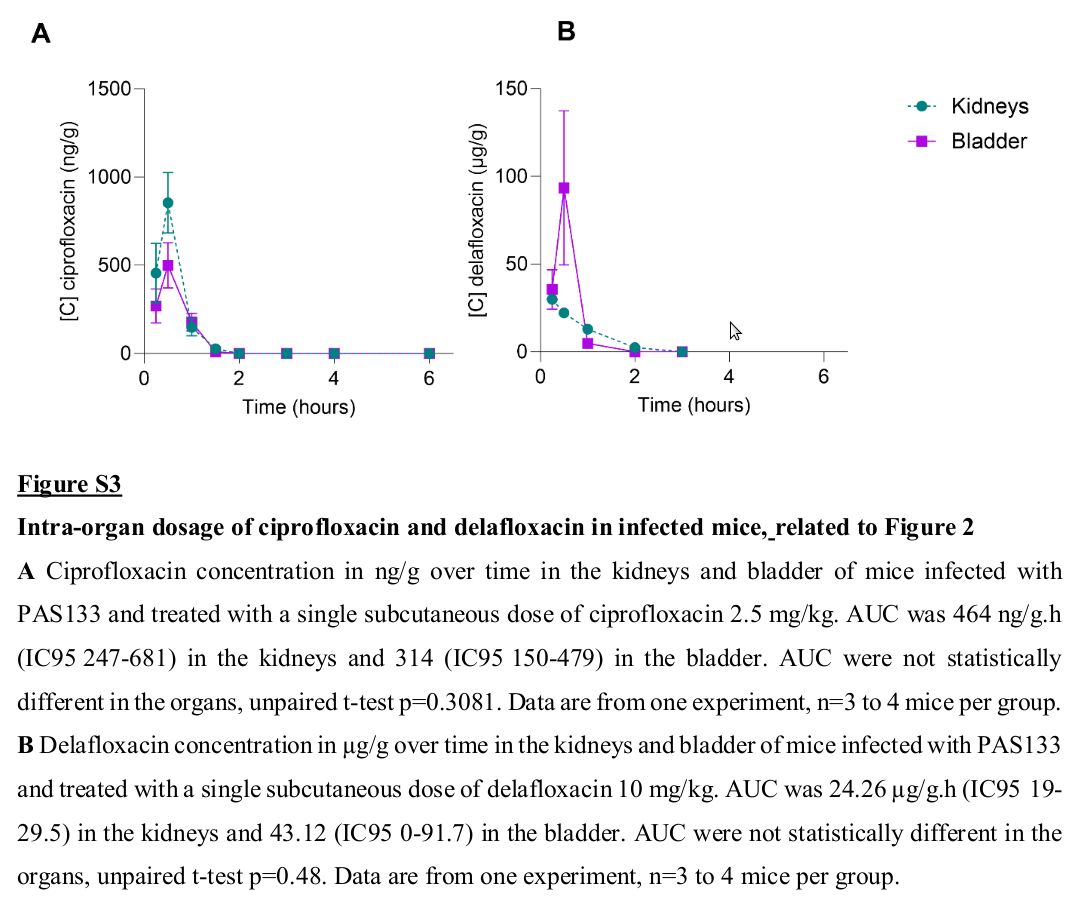 A
B
1500
1000
500
0
[C] ciprofloxacin (ng/g)
0 2 4 6
Time (hours)
150
100
50
0
[C] delafloxacin (µg/g)
0 2 4 6
Time (hours)
Kidneys
Bladder
Figure S3
Intra-organ dosage of ciprofloxacin and delafloxacin in infected mice, related to Figure 2
A Ciprofloxacin concentration in ng/g over time in the kidneys and bladder of mice infected with
PAS133 and treated with a single subcutaneous dose of ciprofloxacin 2.5 mg/kg. AUC was 464 ng/g.h
(IC95 247-681) in the kidneys and 314 (IC95 150-479) in the bladder. AUC were not statistically
different in the organs, unpaired t-test p=0.3081. Data are from one experiment, n=3 to 4 mice per group.
B Delafloxacin concentration in µg/g over time in the kidneys and bladder of mice infected with PAS133
and treated with a single subcutaneous dose of delafloxacin 10 mg/kg. AUC was 24.26 µg/g.h (IC95 19-
29.5) in the kidneys and 43.12 (IC95 0-91.7) in the bladder. AUC were not statistically different in the
organs, unpaired t-test p=0.48. Data are from one experiment, n=3 to 4 mice per group.